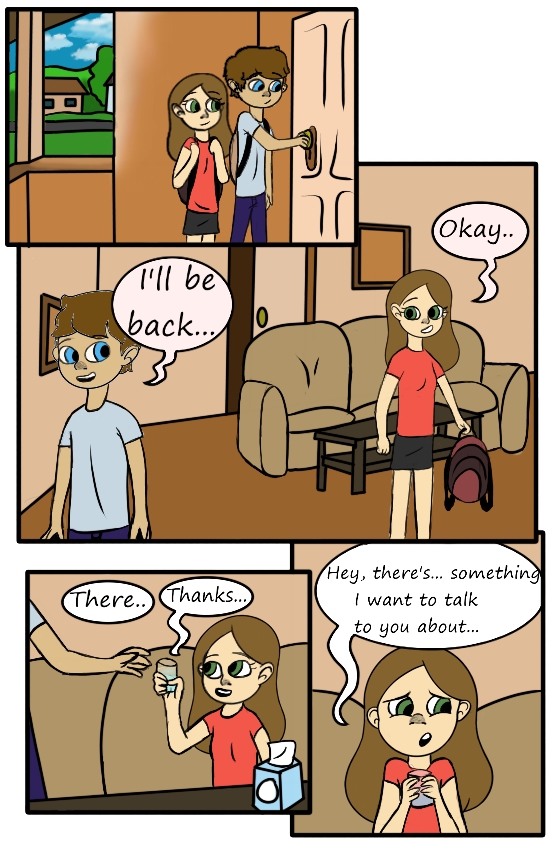 I'll be
back...
Okay..
There..
Thanks...
Hey, there's... something
I want to talk
to you about...